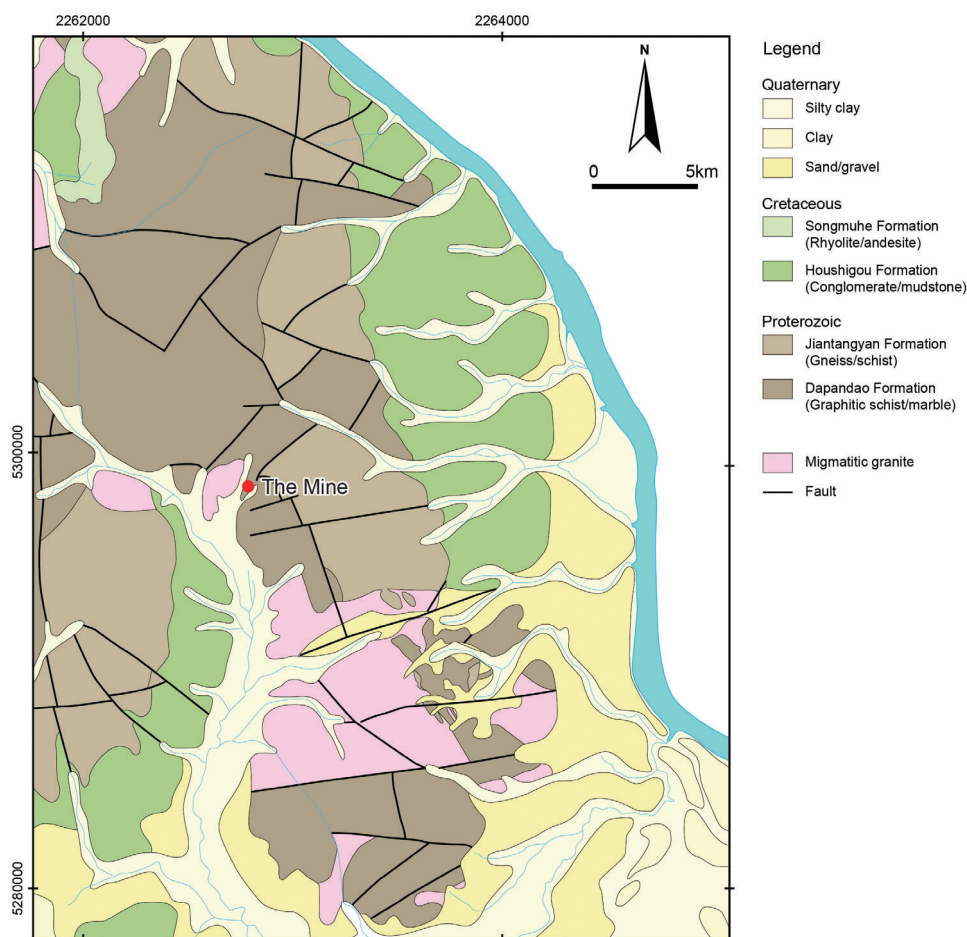 2262000
2264000
5300000
5280000
N
0
5km
The Mine
Legend
Quaternary
Silty clay
Clay
Sand/gravel
Cretaceous
Songmuhe Formation
(Rhyolite/andesite)
Houshigou Formation
(Conglomerate/mudstone)
Proterozoic
Jiantangyan Formation
(Gneiss/schist)
Dapandao Formation
(Graphitic schist/marble)
Migmatitic granite
Fault